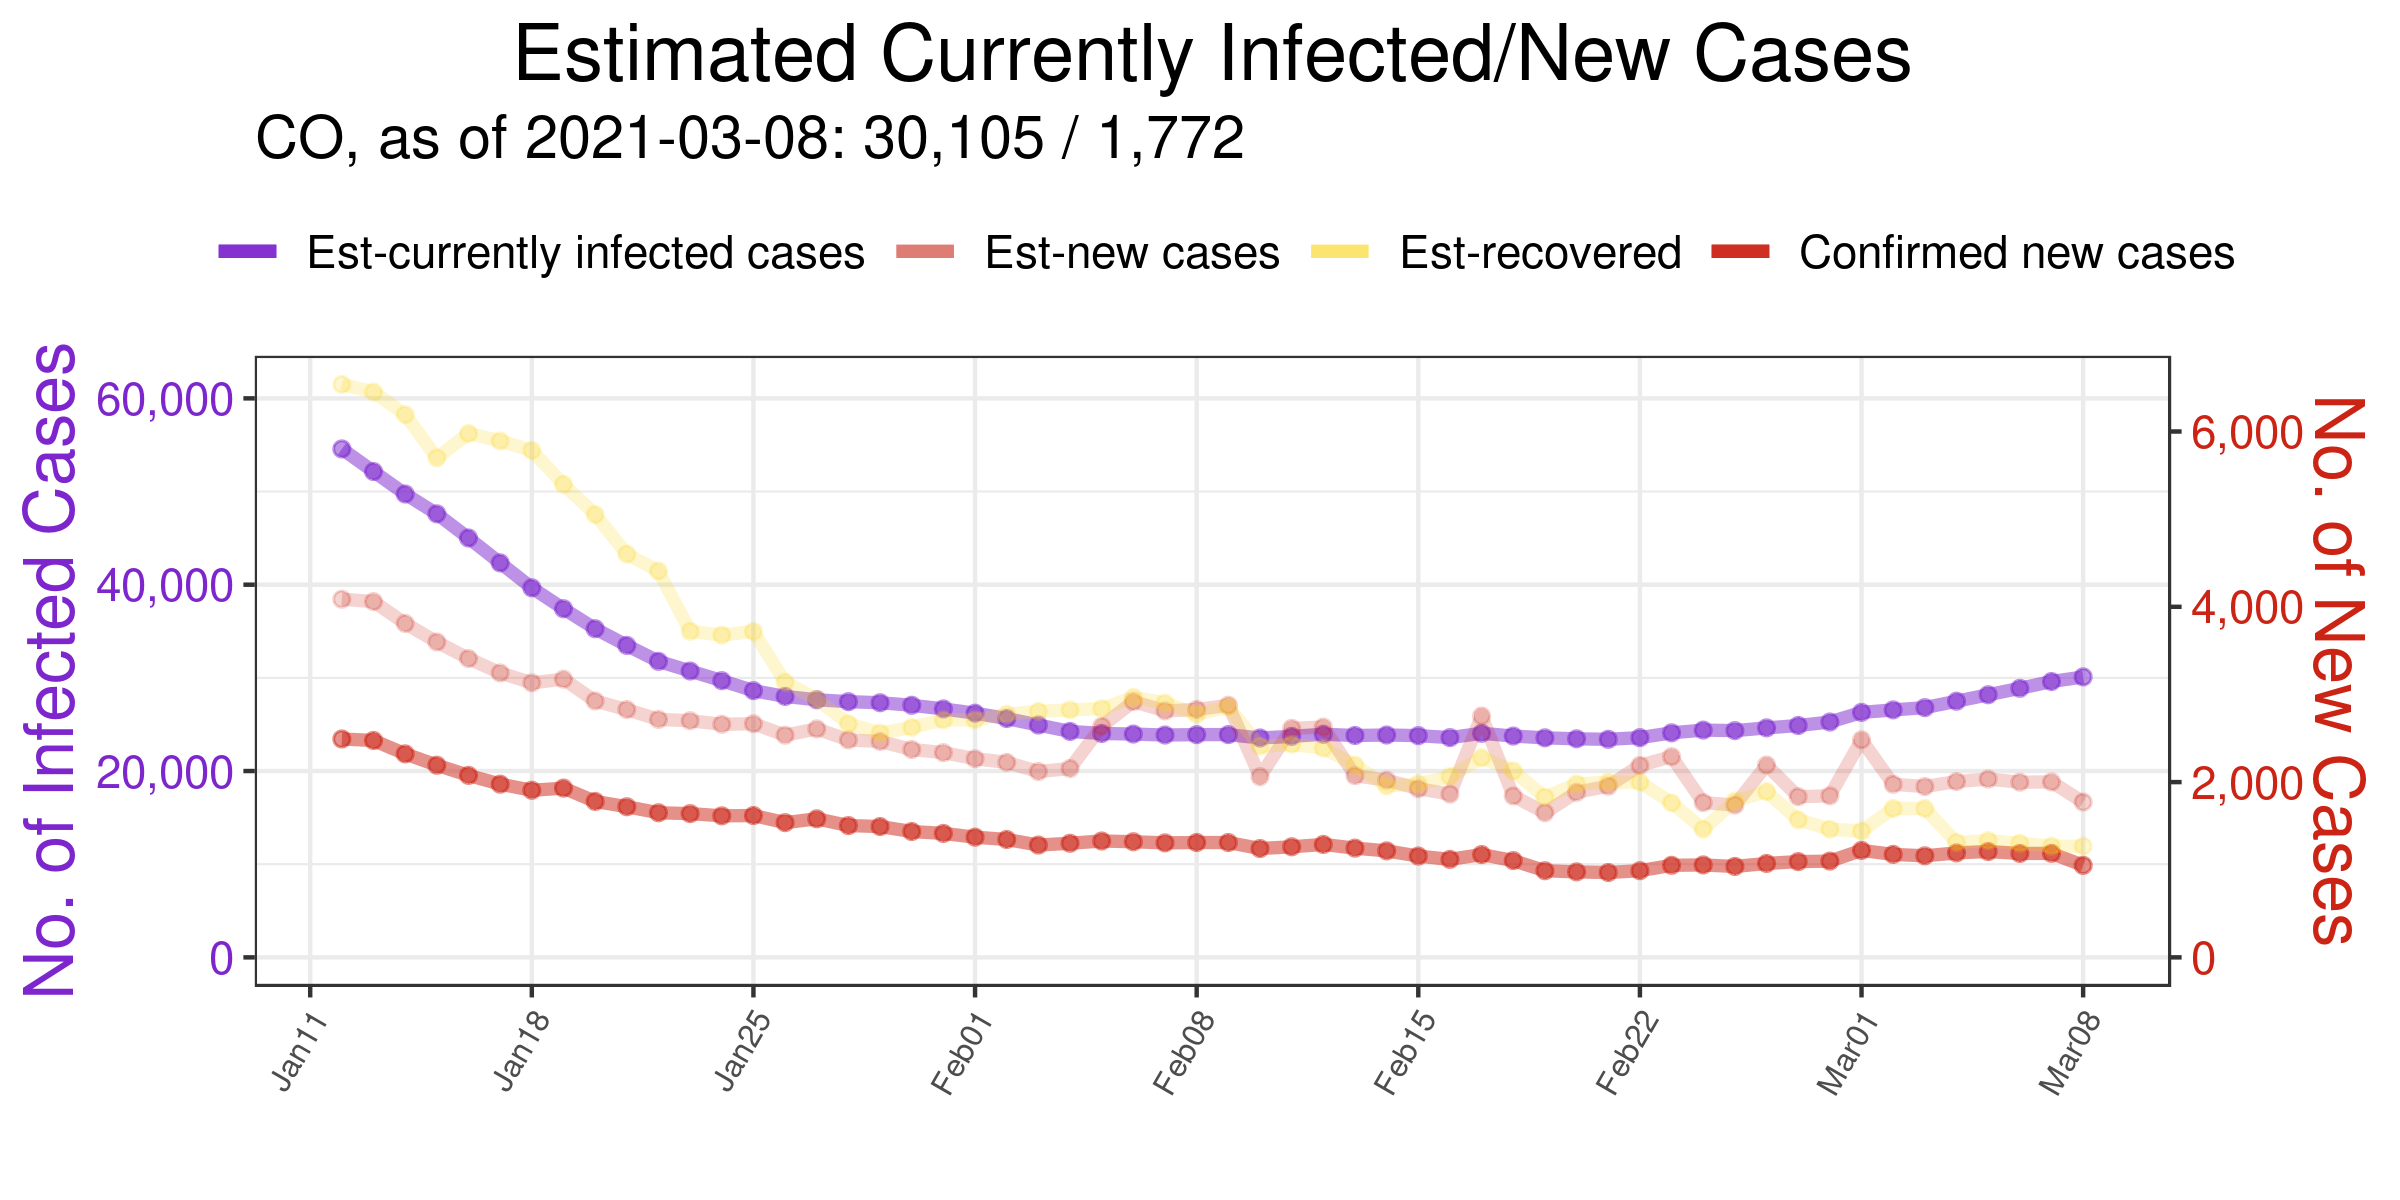 Estimated Currently Infected/New Cases
CO, as of 2021-03-08: 30,105 / 1,772
Est-currently infected cases Est-new cases Est-recovered Confirmed new cases
No. of Infected Cases
60,000
40,000
20,000
0
6,000
4,000
2,000
0
No. of New Cases
Jan11 Jan18 Jan25 Feb01 Feb08 Feb15 Feb22 Mar01 Mar08